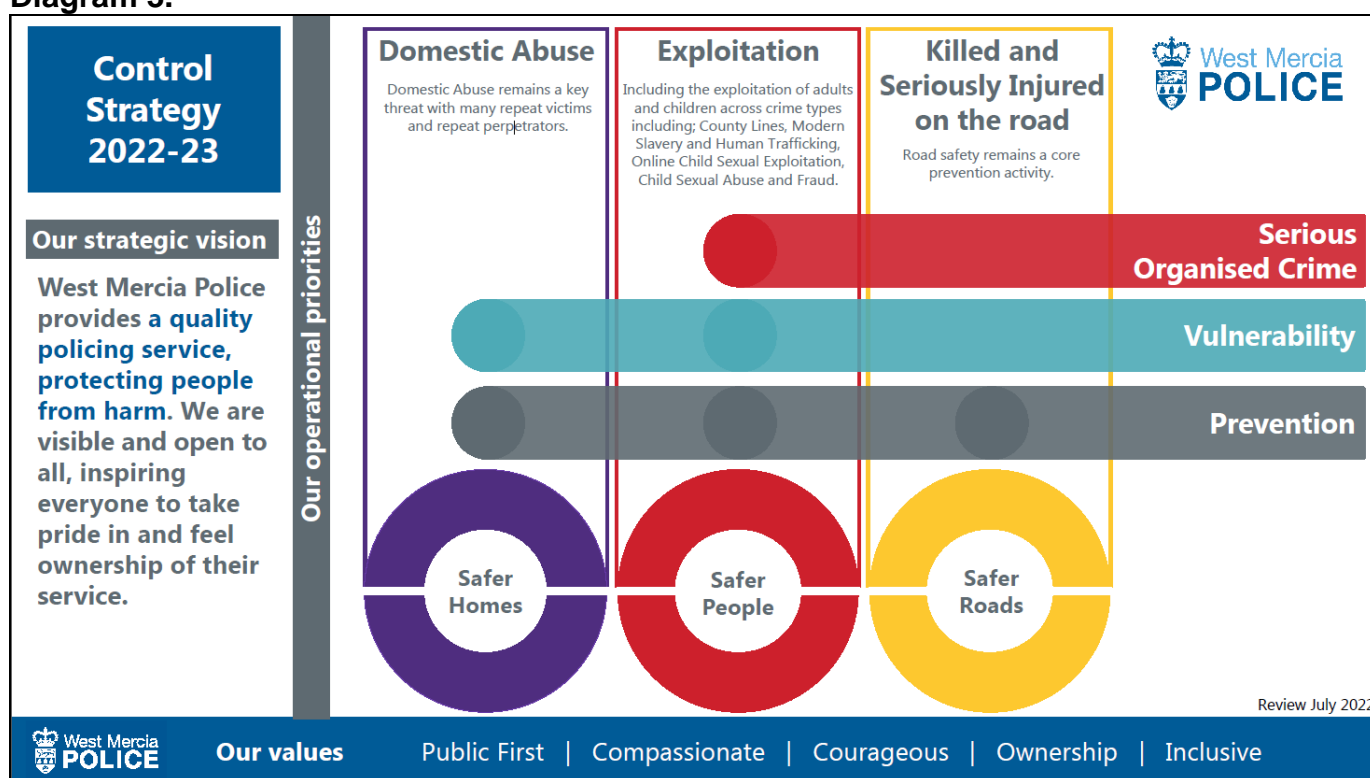 Diagram 3.
Control
Strategy
2022-23
Our strategic vision
West Mercia Police
provides a quality
policing service,
protecting people
from harm. We are
visible and open to
all, inspiring
everyone to take
pride in and feel
ownership of their
service.
Our operational priorities
Domestic Abuse
Domestic Abuse remains a key
threat with many repeat victims
and repeat perpetrators.
Exploitation
Including the exploitation of adults
and children across crime types
including; County Lines, Modern
Slavery and Human Trafficking,
Online Child Sexual Exploitation,
Child Sexual Abuse and Fraud.
Killed and
Seriously Injured
on the road
Road safety remains a core
prevention activity.
West Mercia
POLICE
Serious
Organised Crime
Vulnerability
Prevention
Safer
Homes
Safer
People
Safer
Roads
Review July 2022
West Mercia
POLICE
Our values
Public First | Compassionate | Courageous | Ownership | Inclusive